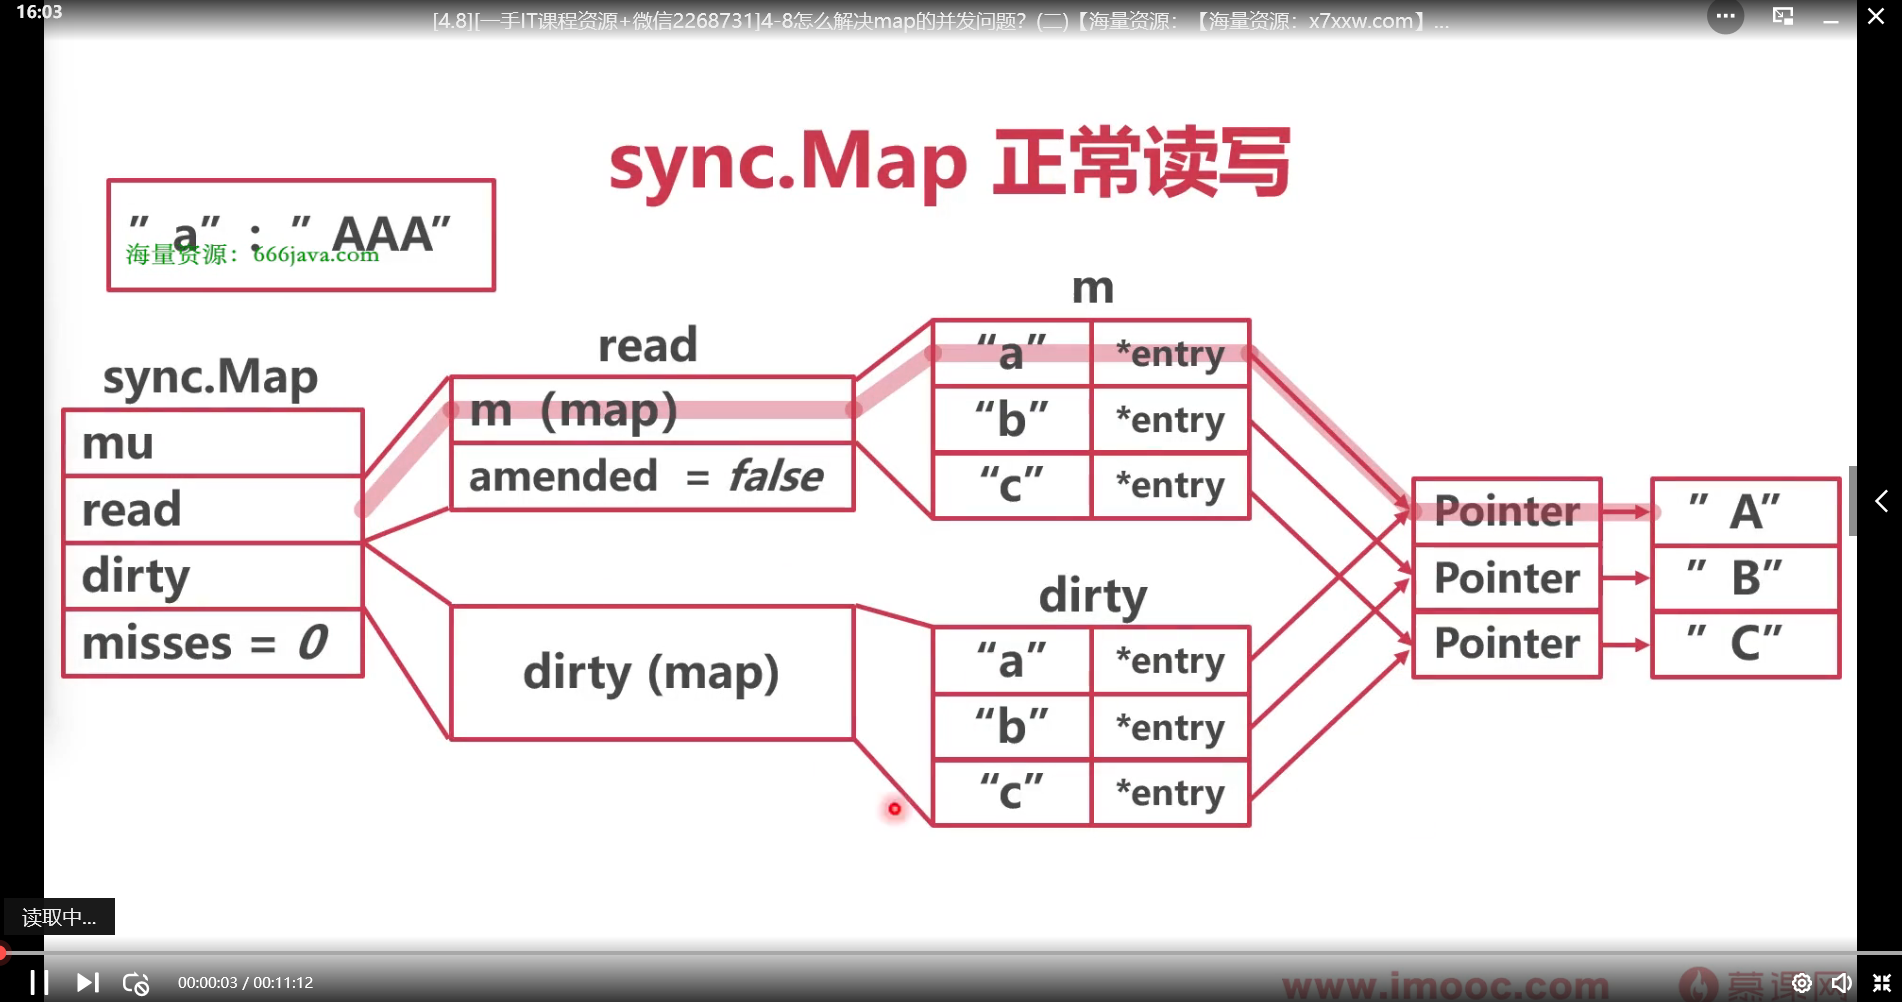 16:03
[4.8][一手IT课程资源+微信2268731]4-8怎么解决map的并发问题？(二)【海量资源：【海量资源：x7xxw.com】...
sync.Map 正常读写
” a” : ” AAA”
海量资源：666java.com
sync.Map
mu
read
dirty
misses = 0
read
m (map)
amended = false
dirty (map)
m
“a” *entry
“b” *entry
“c” *entry
dirty
“a” *entry
“b” *entry
“c” *entry
Pointer ” A”
Pointer ” B”
Pointer ” C”
读取中...
00:00:03 / 00:11:12
www.imooc.com 慕课网